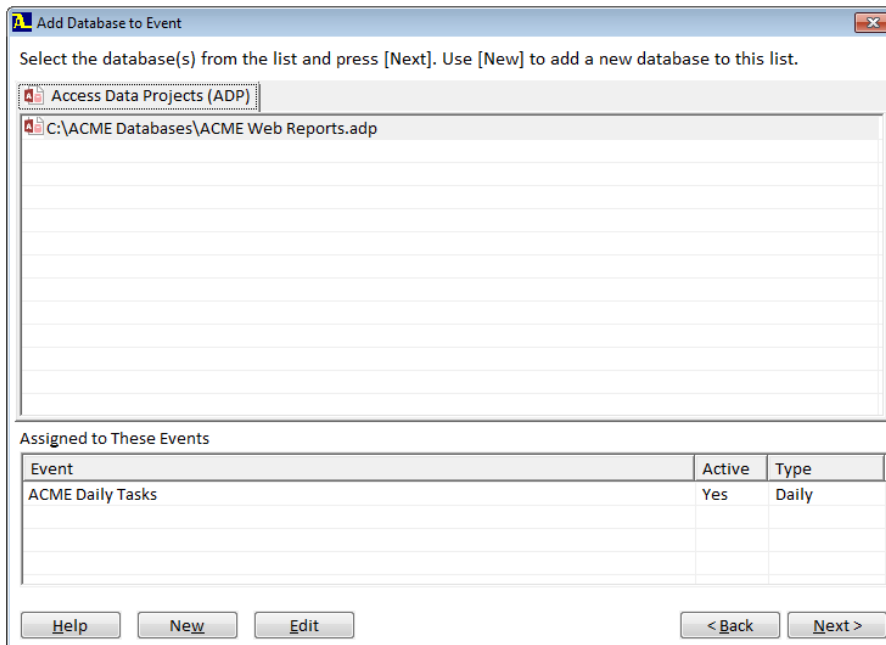 Add Database to Event
Select the database(s) from the list and press [Next]. Use [New] to add a new database to this list.
Access Data Projects (ADP)
C:\ACME Databases\ACME Web Reports.adp
Assigned to These Events
Event Active Type
ACME Daily Tasks Yes Daily
Help New Edit < Back Next >